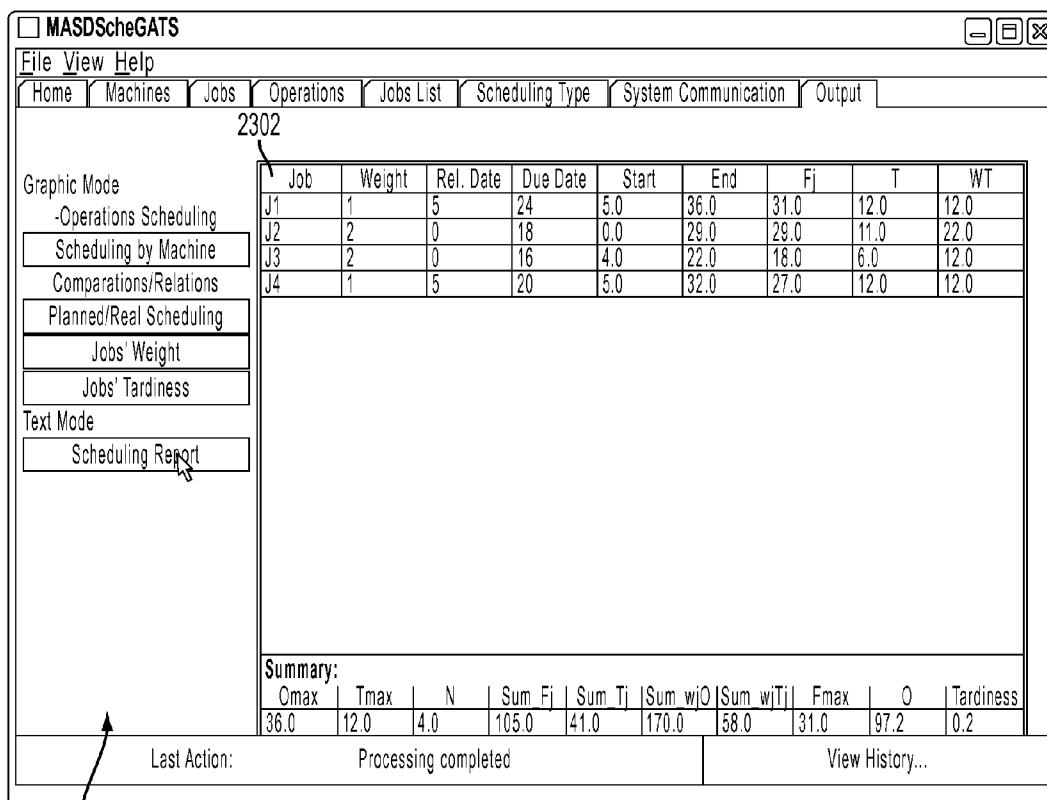 MASDScheGATS
File View Help
Home Machines Jobs Operations Jobs List Scheduling Type System Communication Output
2302
Graphic Mode
-Operations Scheduling
Scheduling by Machine
Comparations/Relations
Planned/Real Scheduling
Jobs' Weight
Jobs' Tardiness
Text Mode
Scheduling Report
Job Weight Rel. Date Due Date Start End Fj T WT
J1 1 5 24 5.0 36.0 31.0 12.0 12.0
J2 2 0 18 0.0 29.0 29.0 11.0 22.0
J3 2 0 16 4.0 22.0 18.0 6.0 12.0
J4 1 5 20 5.0 32.0 27.0 12.0 12.0
Summary:
Omax | Tmax | N | Sum_Fj | Sum_Tj | Sum_wjO | Sum_wjTj | Fmax | O | Tardiness
36.0 12.0 4.0 105.0 41.0 170.0 58.0 31.0 97.2 0.2
Last Action: Processing completed View History...